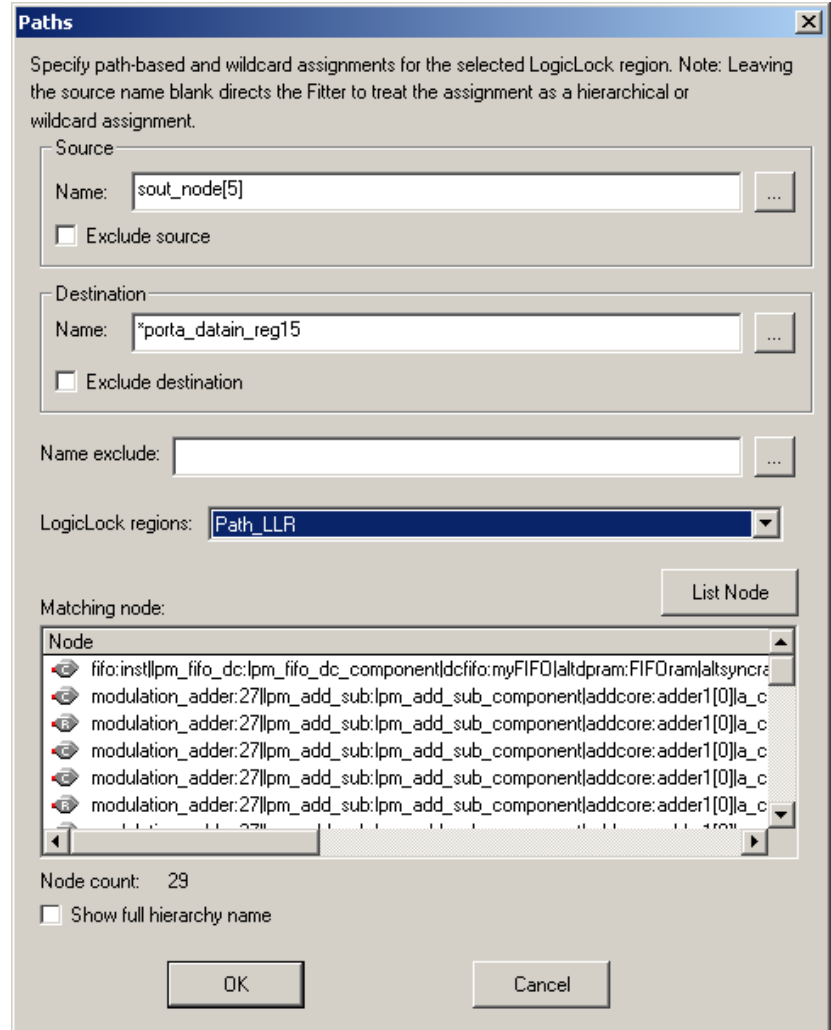 Paths
Specify path-based and wildcard assignments for the selected LogicLock region. Note: Leaving
the source name blank directs the Fitter to treat the assignment as a hierarchical or
wildcard assignment.
Source
Name: sout_node[5] ...
Exclude source
Destination
Name: *porta_datain_reg15 ...
Exclude destination
Name exclude: ...
LogicLock regions: Path_LLR
List Node
Matching node:
Node
C fifo:inst|lpm_fifo_dc:lpm_fifo_dc_component|dcfifo:myFIFO|altdpram:FIFOram|altsyncra
C modulation_adder:27|lpm_add_sub:lpm_add_sub_component|addcore:adder1[0]|a_c
R modulation_adder:27|lpm_add_sub:lpm_add_sub_component|addcore:adder1[0]|a_c
C modulation_adder:27|lpm_add_sub:lpm_add_sub_component|addcore:adder1[0]|a_c
C modulation_adder:27|lpm_add_sub:lpm_add_sub_component|addcore:adder1[0]|a_c
R modulation_adder:27|lpm_add_sub:lpm_add_sub_component|addcore:adder1[0]|a_c
Node count: 29
Show full hierarchy name
OK Cancel